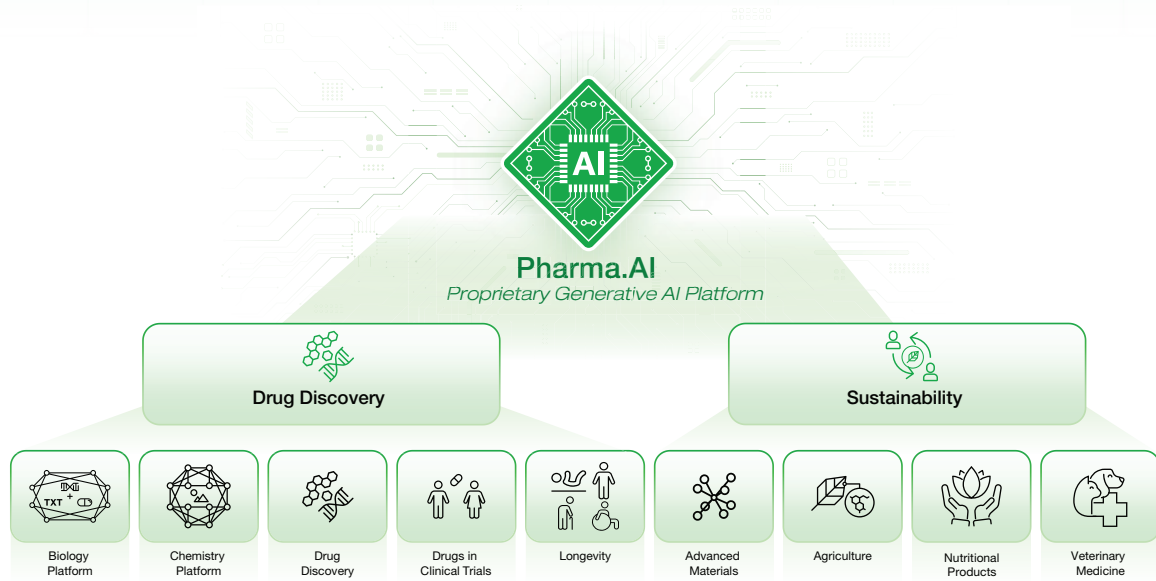 AI
Pharma.AI
Proprietary Generative AI Platform
Drug Discovery
Sustainability
TXT +
Biology
Platform
Chemistry
Platform
Drug
Discovery
Drugs in
Clinical Trials
Longevity
Advanced
Materials
Agriculture
Nutritional
Products
Veterinary
Medicine